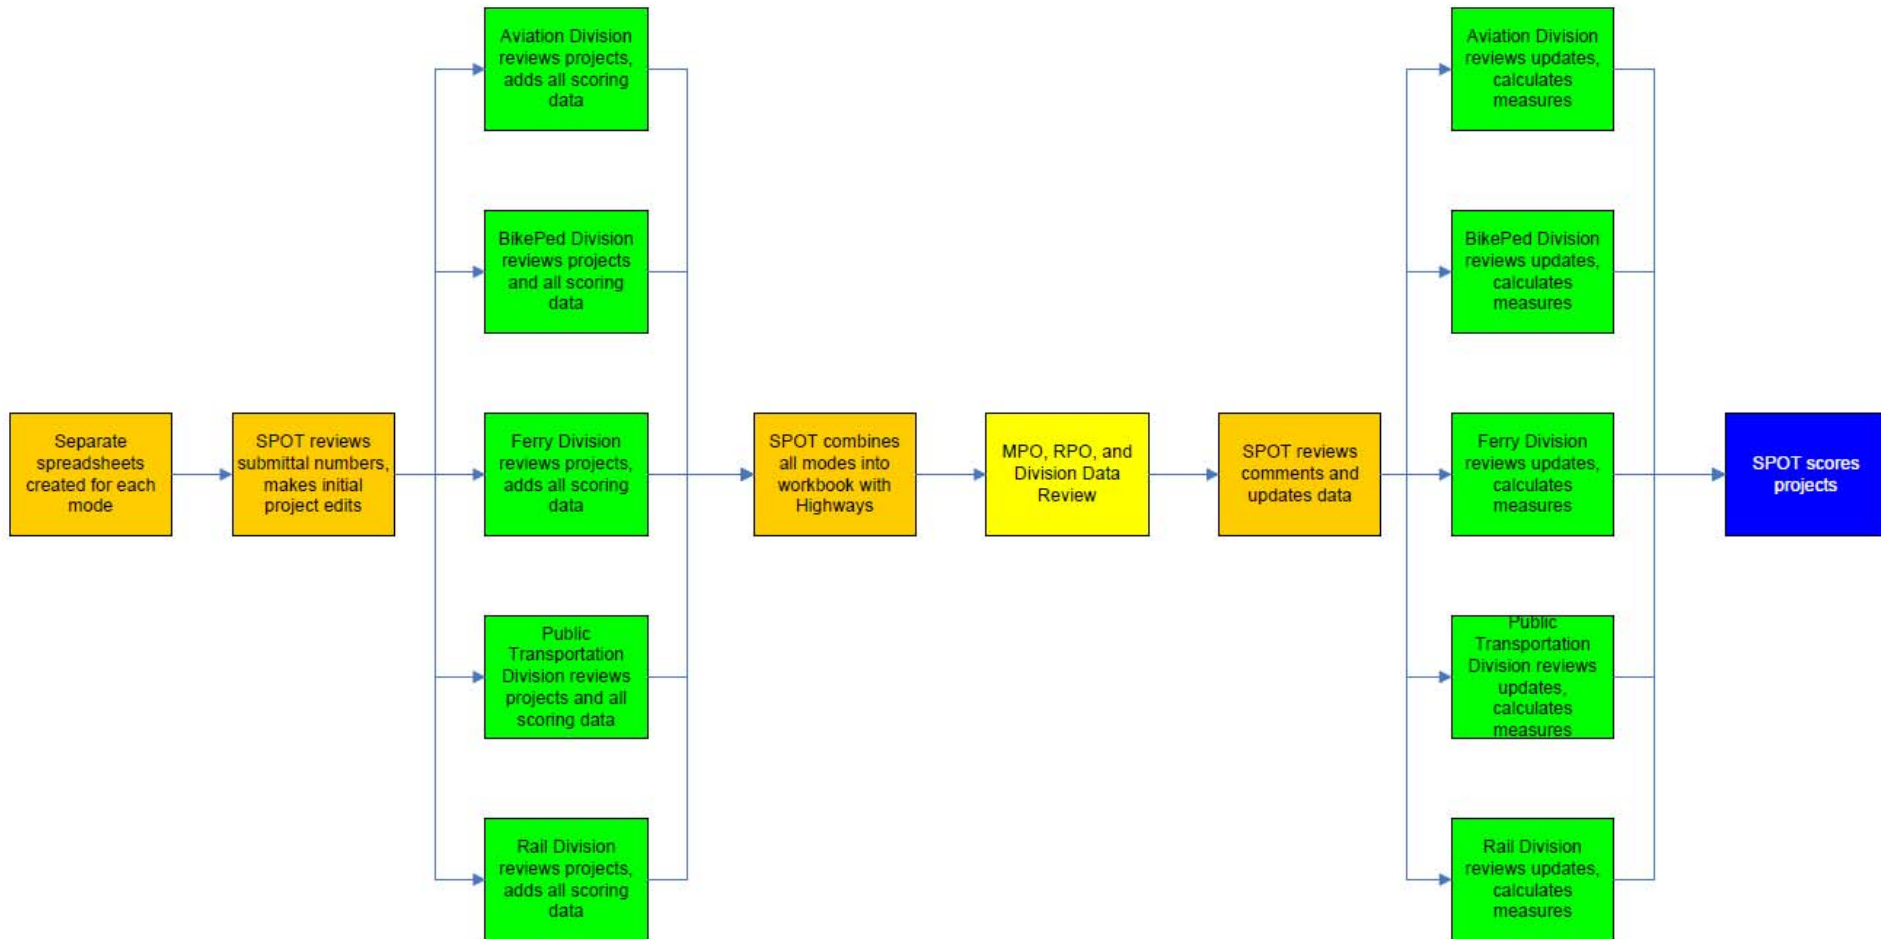 Separate
spreadsheets
created for each
mode
SPOT reviews
submittal numbers,
makes initial
project edits
Aviation Division
reviews projects,
adds all scoring
data
BikePed Division
reviews projects
and all scoring
data
Ferry Division
reviews projects,
adds all scoring
data
Public
Transportation
Division reviews
projects and all
scoring data
Rail Division
reviews projects,
adds all scoring
data
SPOT combines
all modes into
workbook with
Highways
MPO, RPO, and
Division Data
Review
SPOT reviews
comments and
updates data
Aviation Division
reviews updates,
calculates
measures
BikePed Division
reviews updates,
calculates
measures
Ferry Division
reviews updates,
calculates
measures
Public
Transportation
Division reviews
updates,
calculates
measures
Rail Division
reviews updates,
calculates
measures
SPOT scores
projects